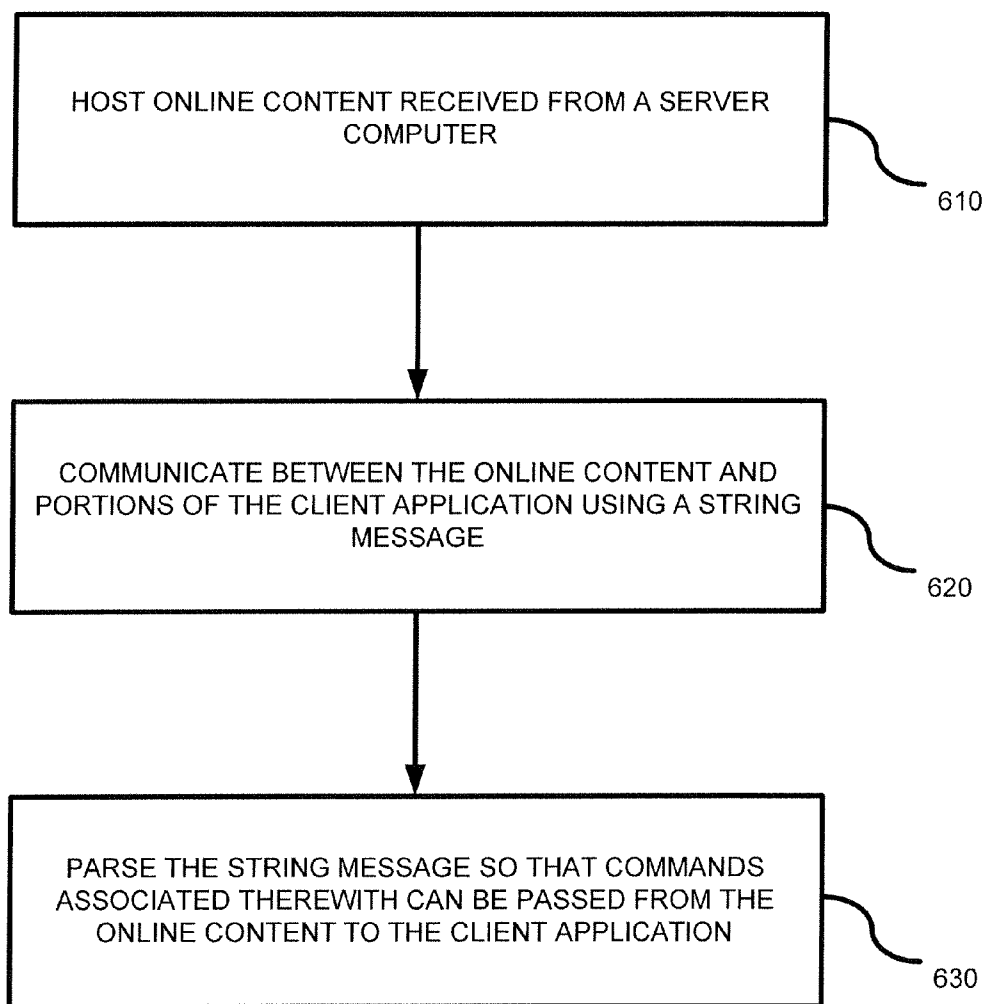 HOST ONLINE CONTENT RECEIVED FROM A SERVER
COMPUTER
610
COMMUNICATE BETWEEN THE ONLINE CONTENT AND
PORTIONS OF THE CLIENT APPLICATION USING A STRING
MESSAGE
620
PARSE THE STRING MESSAGE SO THAT COMMANDS
ASSOCIATED THEREWITH CAN BE PASSED FROM THE
ONLINE CONTENT TO THE CLIENT APPLICATION
630